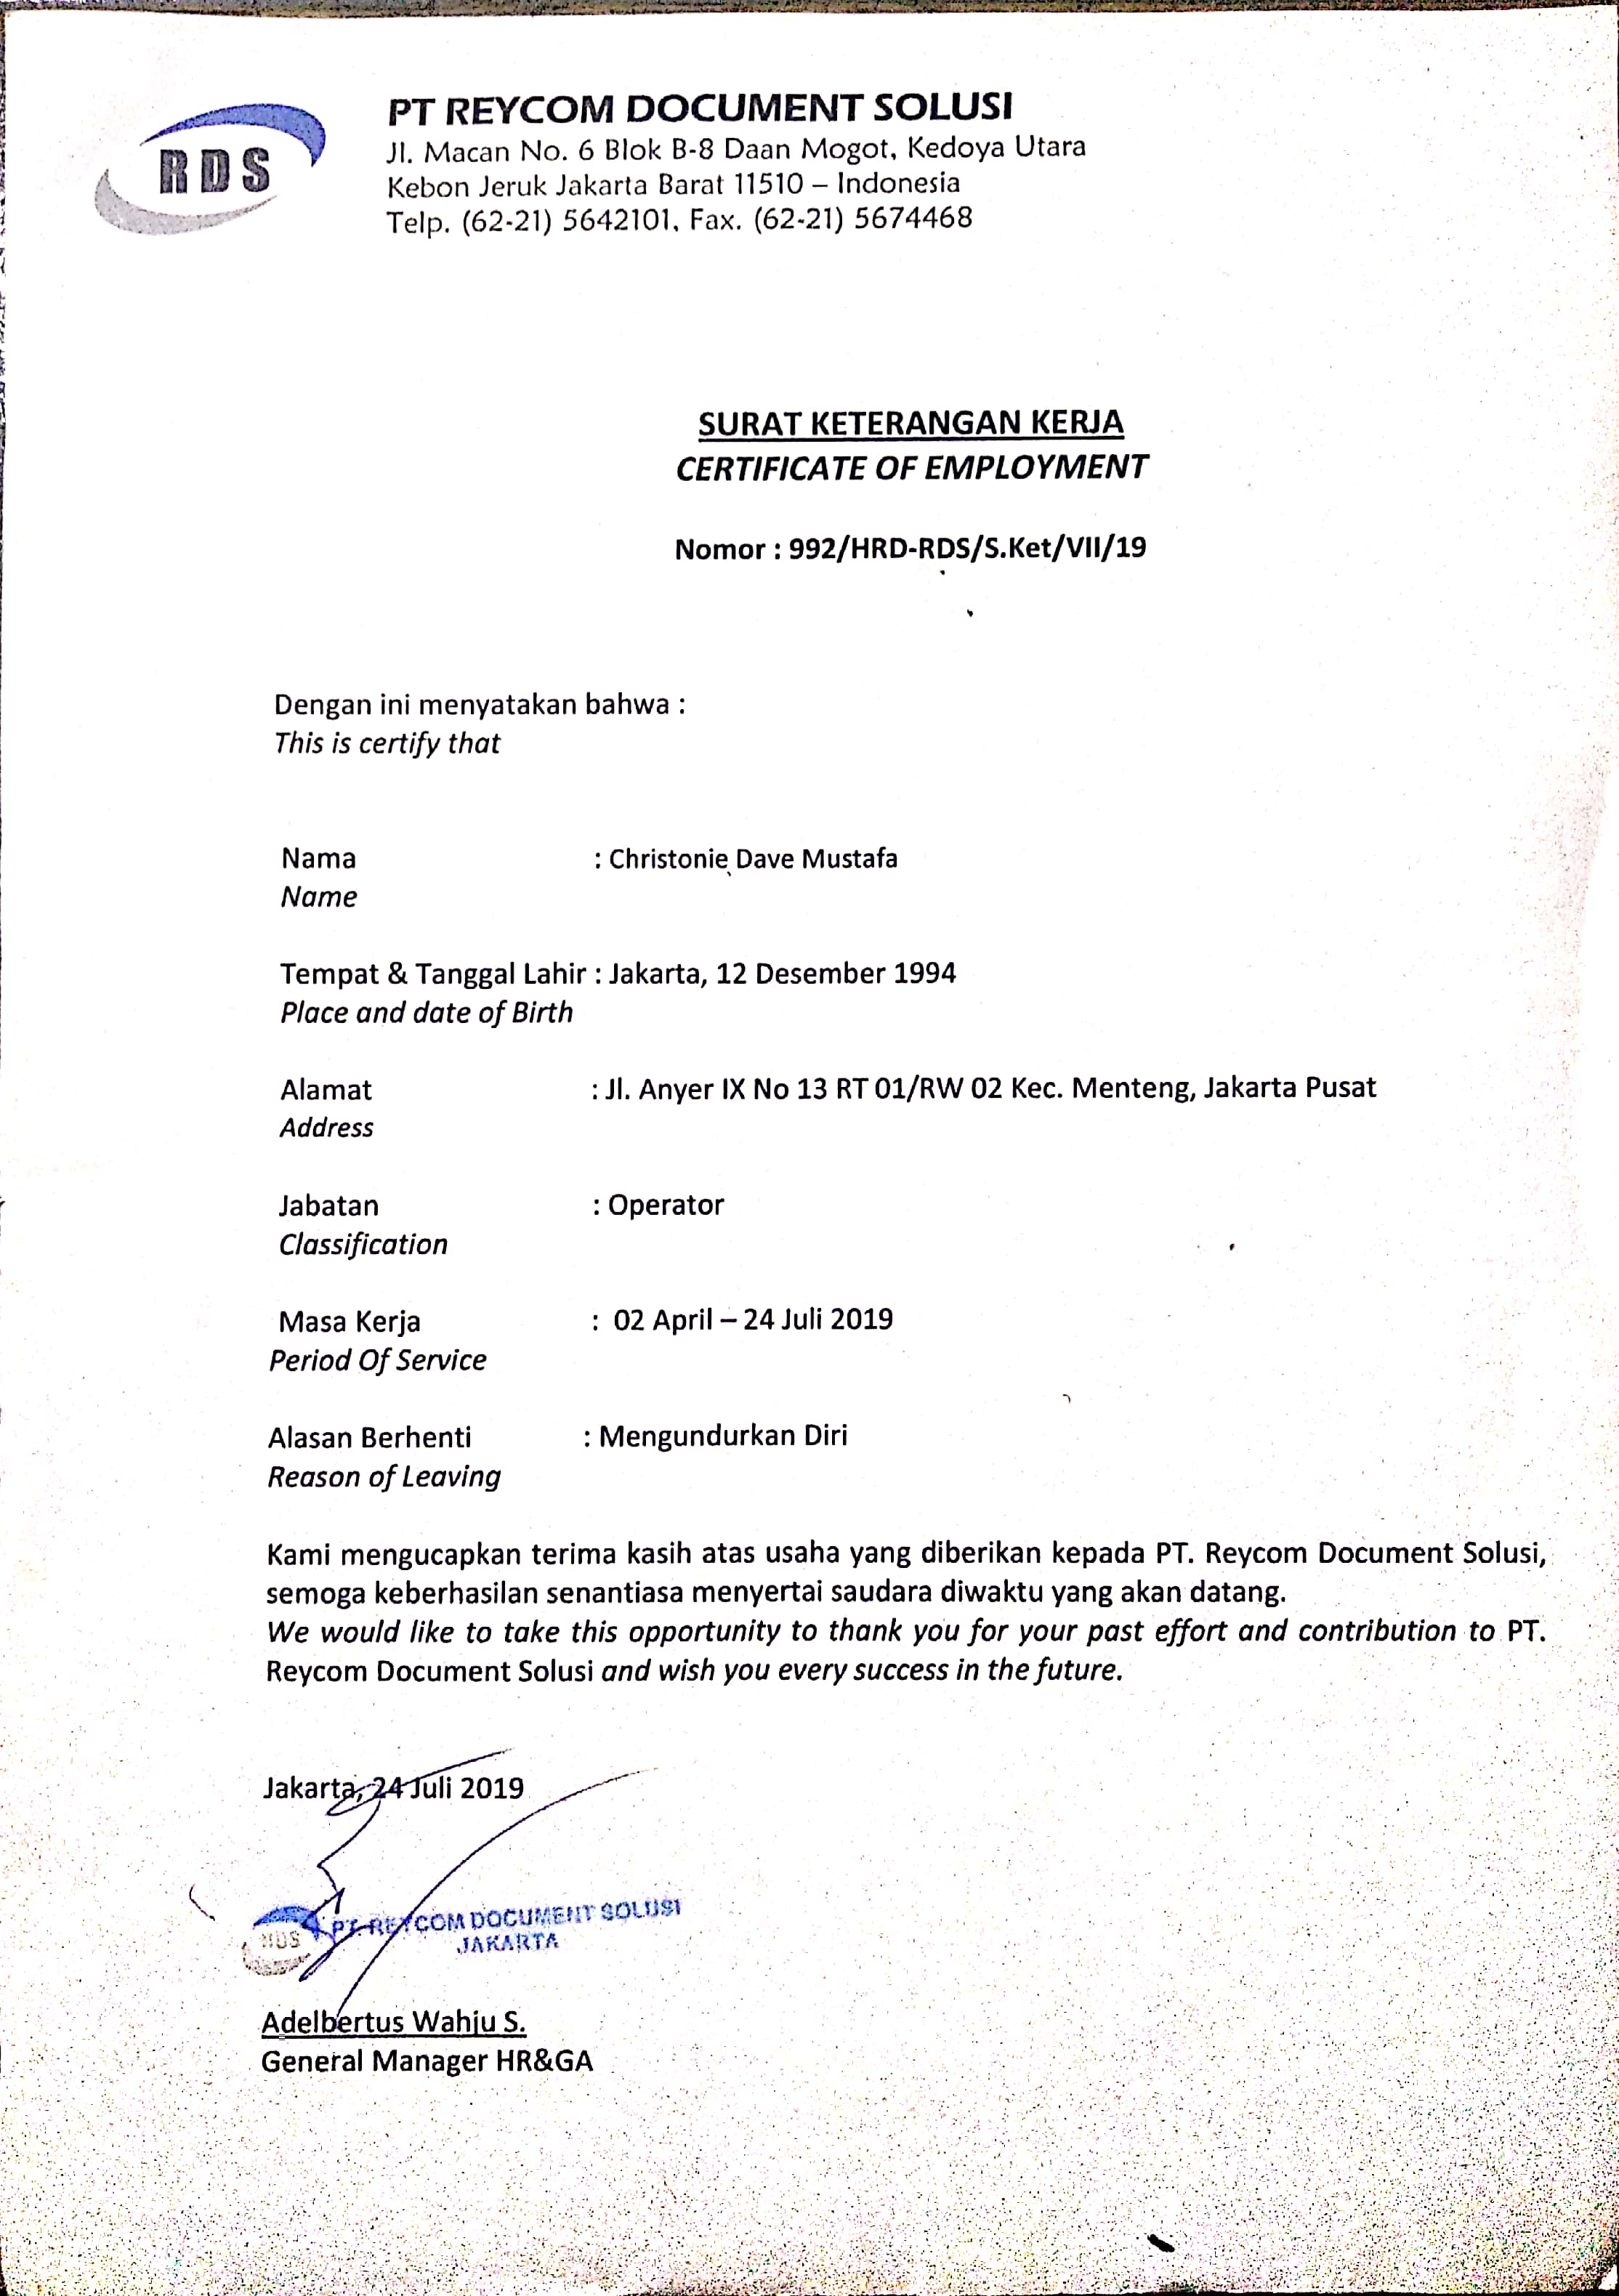 RDS
PT REYCOM DOCUMENT SOLUSI
Jl. Macan No. 6 Blok B-8 Daan Mogot, Kedoya Utara
Kebon Jeruk Jakarta Barat 11510 – Indonesia
Telp. (62-21) 5642101, Fax. (62-21) 5674468
SURAT KETERANGAN KERJA
CERTIFICATE OF EMPLOYMENT
Nomor : 992/HRD-RDS/S.Ket/VII/19
Dengan ini menyatakan bahwa :
This is certify that
Nama : Christonie Dave Mustafa
Name
Tempat & Tanggal Lahir : Jakarta, 12 Desember 1994
Place and date of Birth
Alamat : Jl. Anyer IX No 13 RT 01/RW 02 Kec. Menteng, Jakarta Pusat
Address
Jabatan : Operator
Classification
Masa Kerja : 02 April – 24 Juli 2019
Period Of Service
Alasan Berhenti : Mengundurkan Diri
Reason of Leaving
Kami mengucapkan terima kasih atas usaha yang diberikan kepada PT. Reycom Document Solusi,
semoga keberhasilan senantiasa menyertai saudara diwaktu yang akan datang.
We would like to take this opportunity to thank you for your past effort and contribution to PT.
Reycom Document Solusi and wish you every success in the future.
Jakarta, 24 Juli 2019
RDS PT. REYCOM DOCUMENT SOLUSI
JAKARTA
Adelbertus Wahju S.
General Manager HR&GA